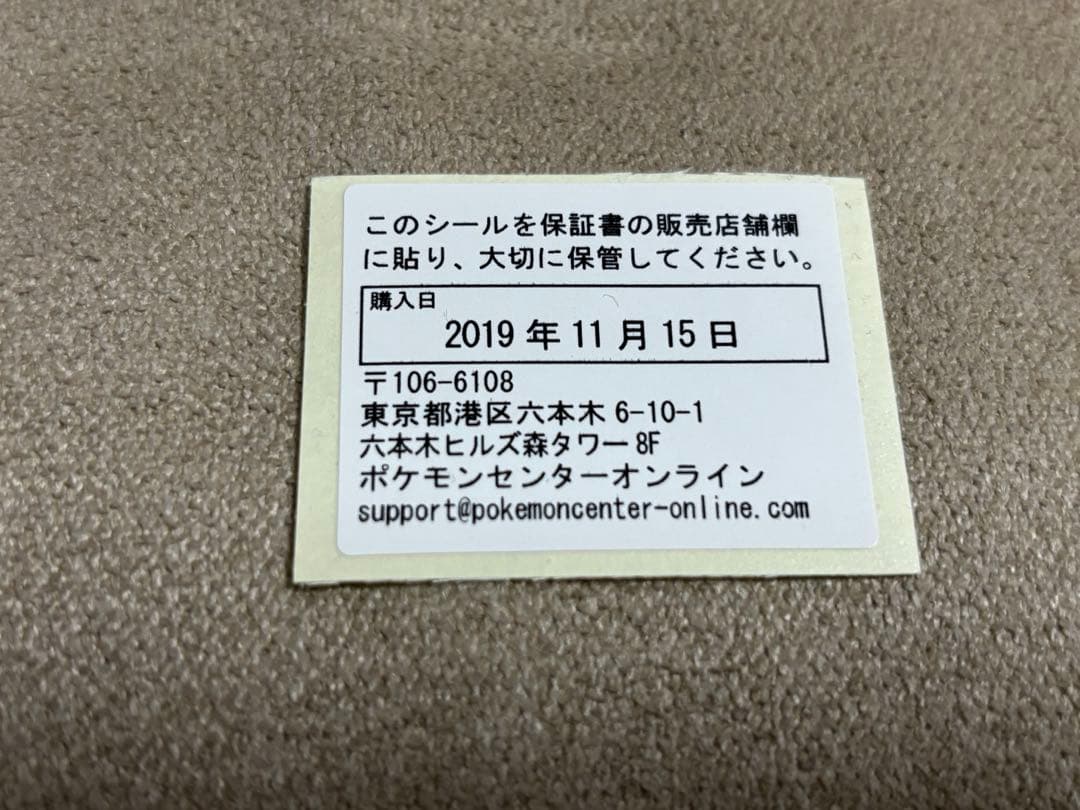 このシールを保証書の販売店舗欄
に貼り、大切に保管してください。
購入日
2019 年 11 月 15 日
〒106-6108
東京都港区六本木 6-10-1
六本木ヒルズ森タワー 8F
ポケモンセンターオンライン
support@pokemoncenter-online.com